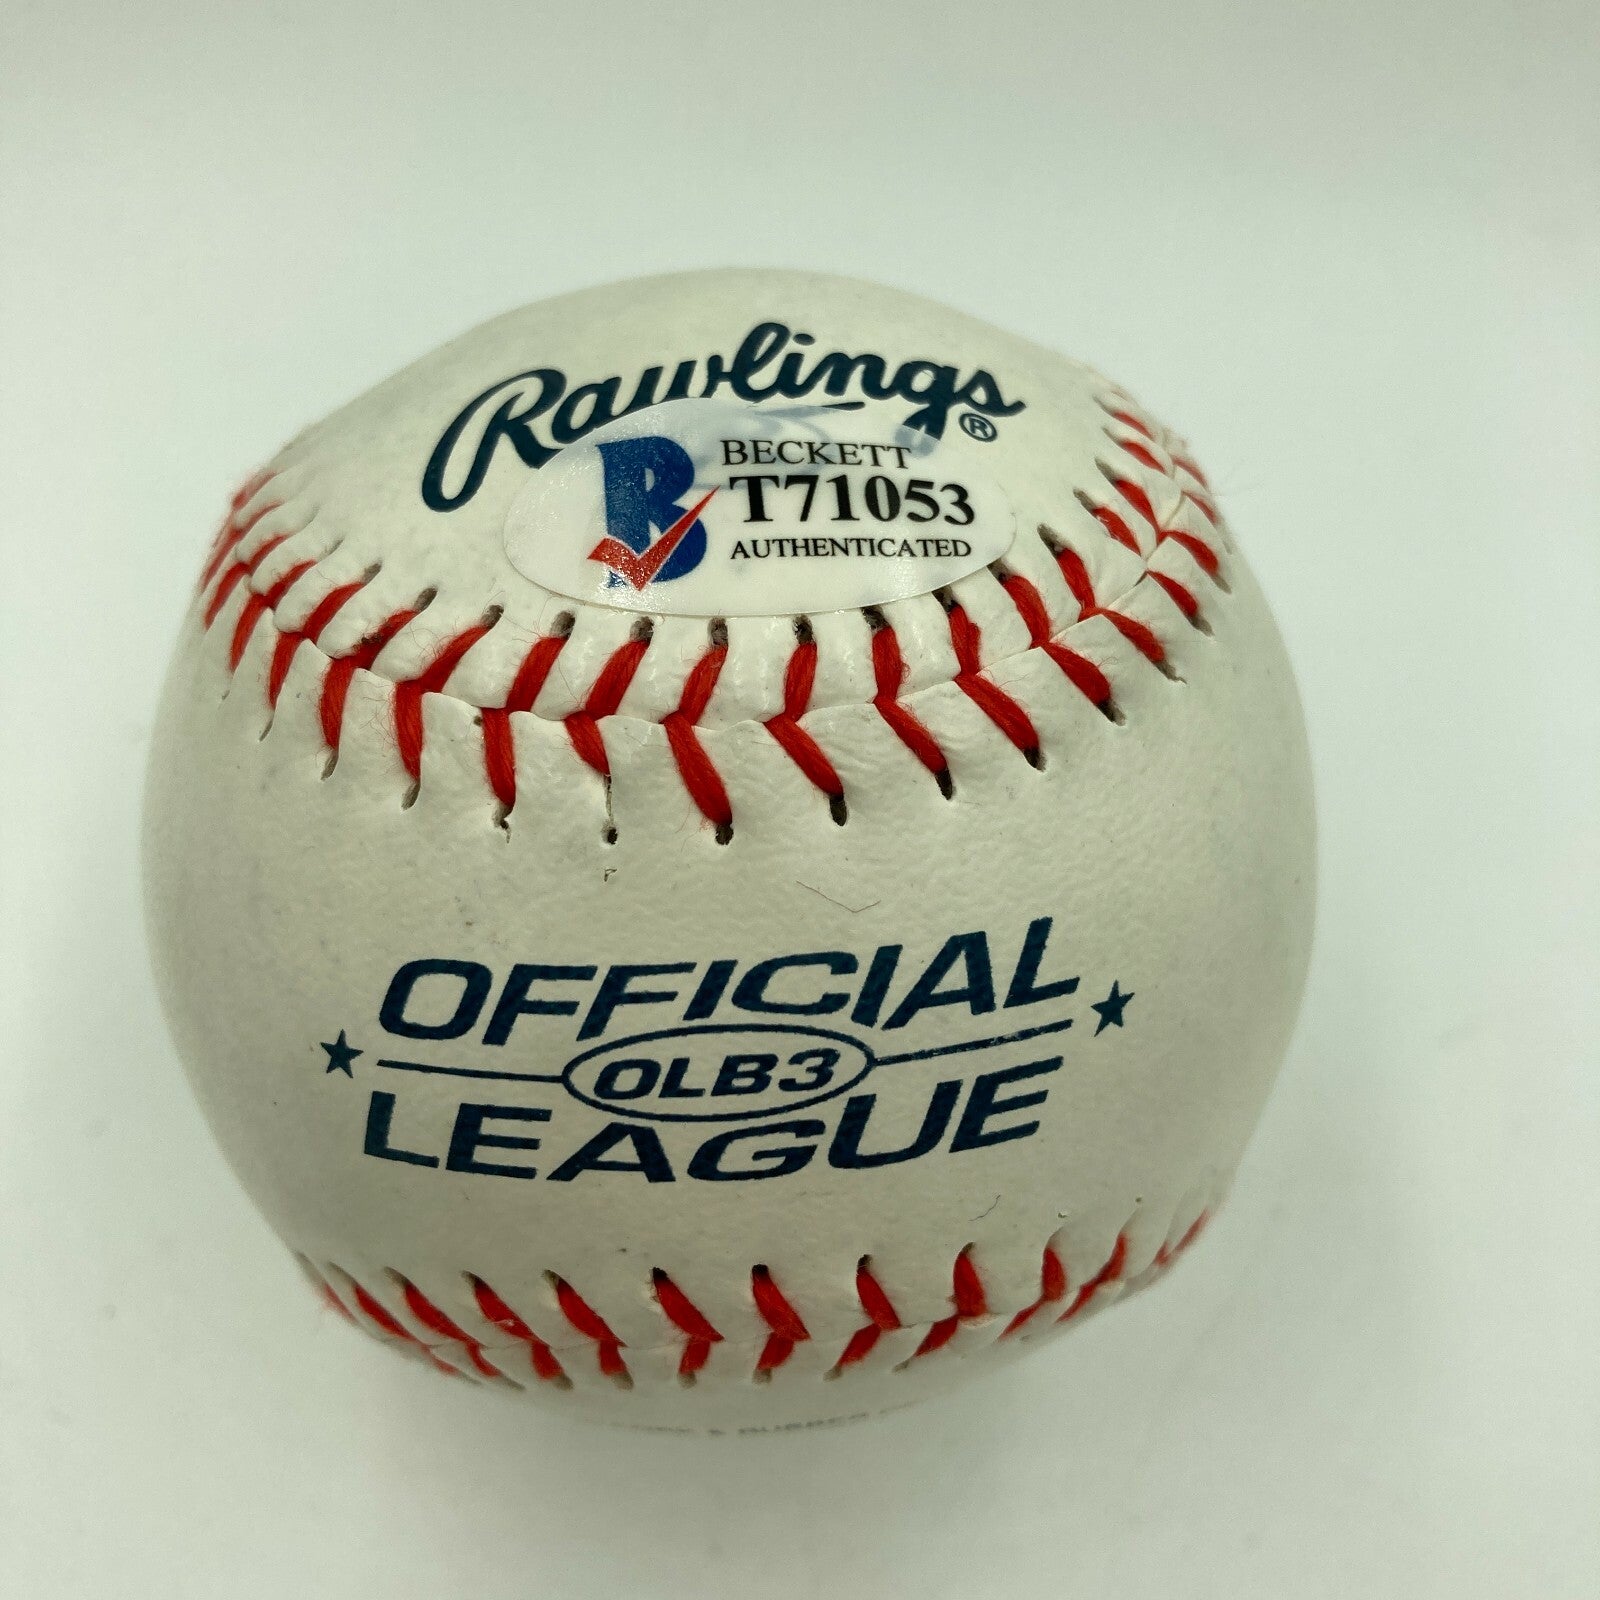 Rawlings®
B BECKETT
T71053
AUTHENTICATED
OFFICIAL
OLB3
LEAGUE